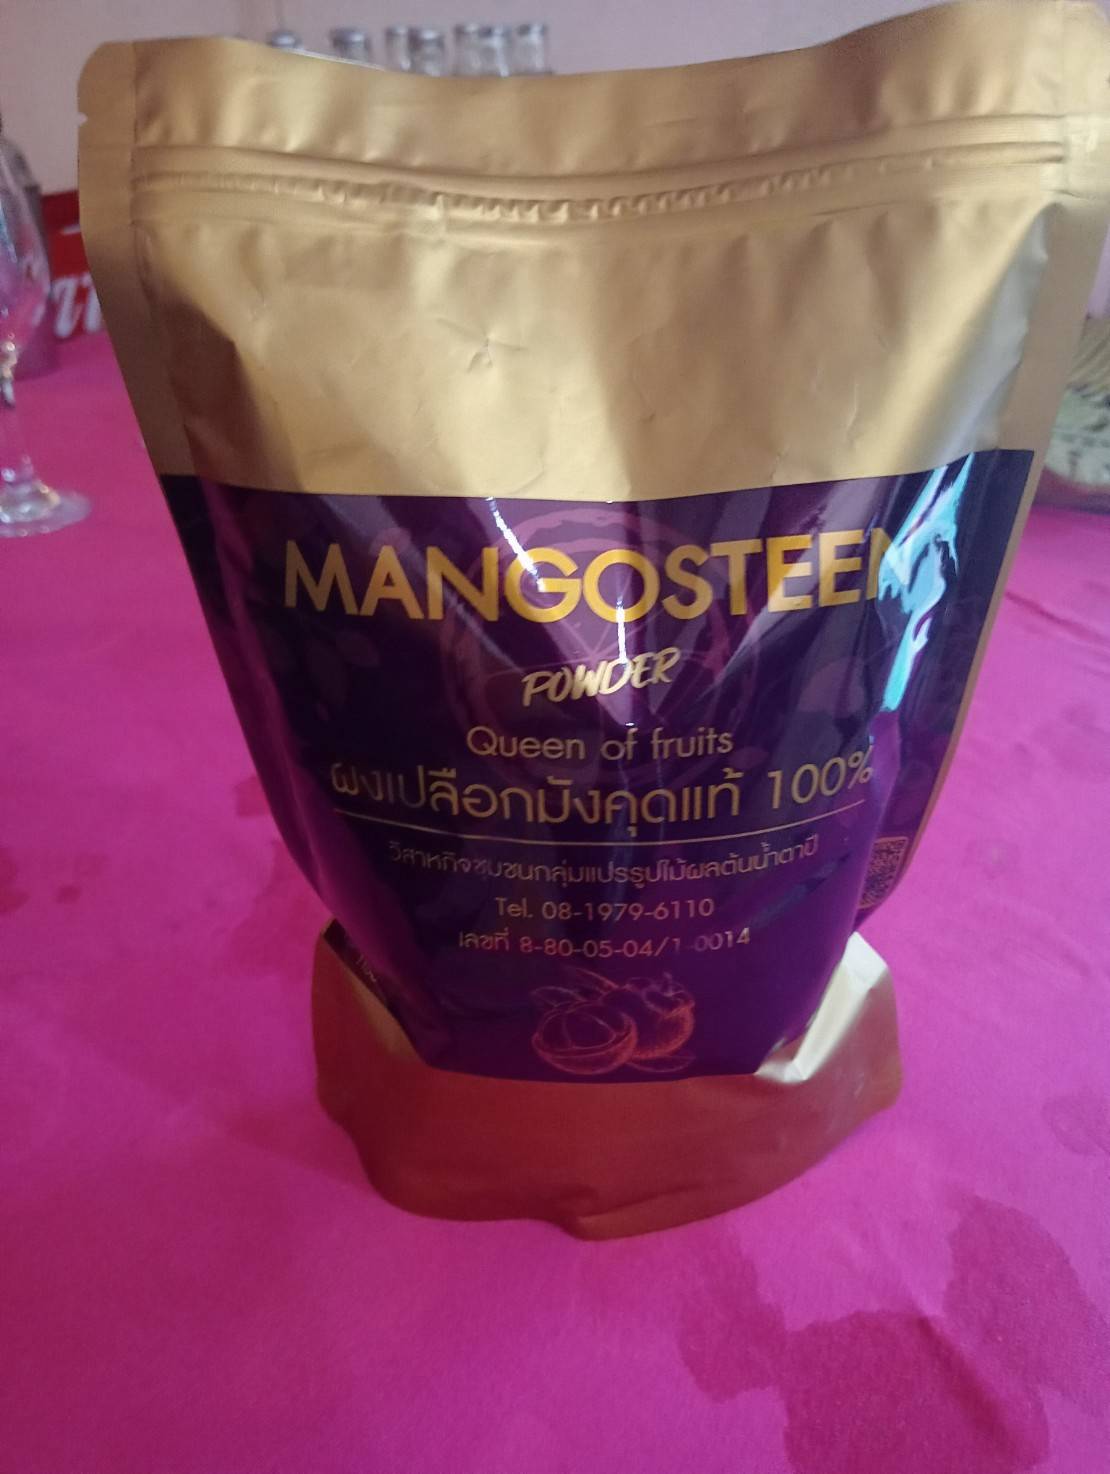 MANGOSTEEN
POWDER
Queen of fruits
ผงเปลือกมังคุดแท้ 100%
วิสาหกิจชุมชนกลุ่มแปรรูปไม้ผลต้นน้ำตาปี
Tel. 08-1979-6110
เลขที่ 8-80-05-04/1-0014